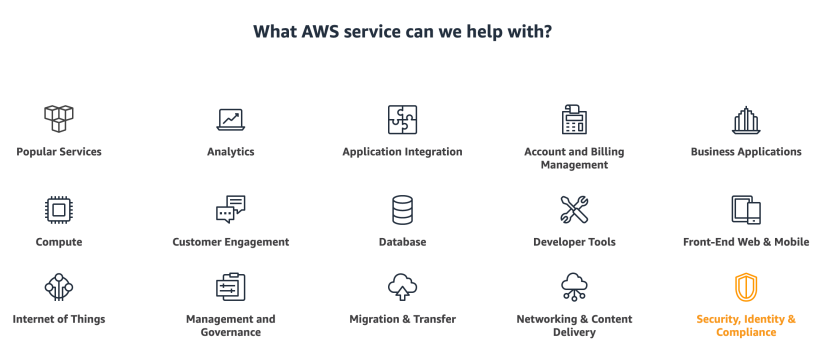 What AWS service can we help with?
Popular Services
Analytics
Application Integration
Account and Billing
Management
Business Applications
Compute
Customer Engagement
Database
Developer Tools
Front-End Web & Mobile
Internet of Things
Management and
Governance
Migration & Transfer
Networking & Content
Delivery
Security, Identity &
Compliance